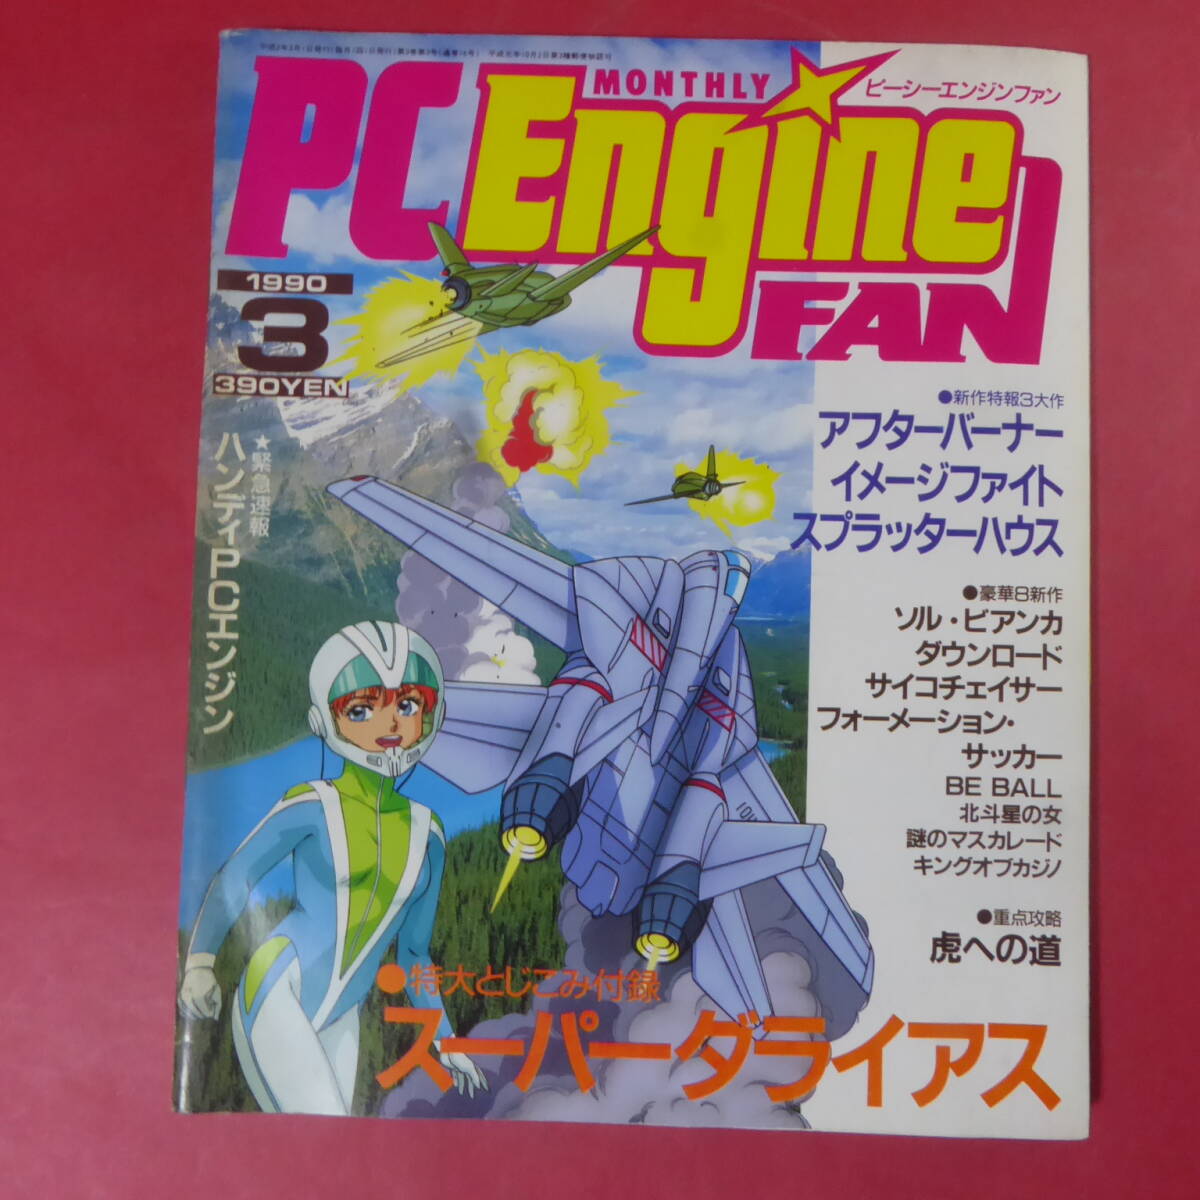 MONTHLY
PC Engine
FAN
ピーシーエンジンファン
1990
3
390YEN
★緊急速報
ハンディPCエンジン
●新作特報3大作
アフターバーナー
イメージファイト
スプラッターハウス
●豪華8新作
ソル・ビアンカ
ダウンロード
サイコチェイサー
フォーメーション・
サッカー
BE BALL
北斗星の女
謎のマスカレード
キングオブカジノ
●重点攻略
虎への道
●特大とじこみ付録
スーパーダライアス